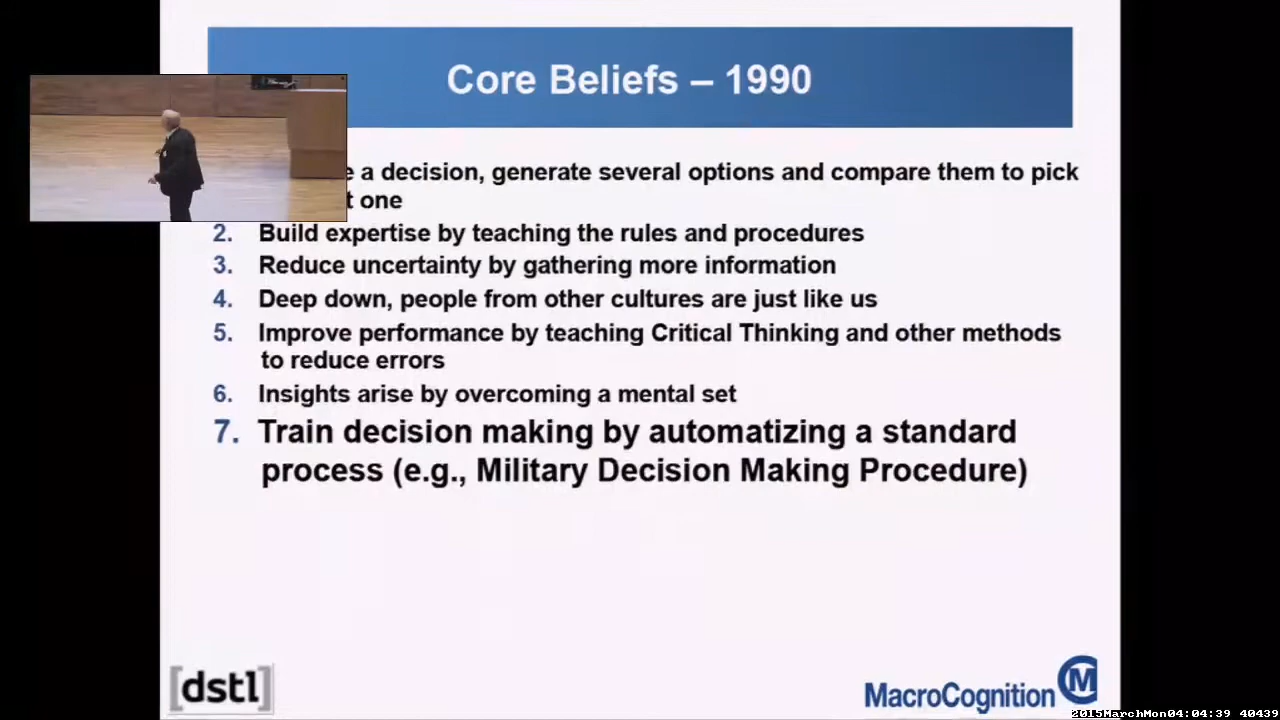 Core Beliefs – 1990
a decision, generate several options and compare them to pick
one
2. Build expertise by teaching the rules and procedures
3. Reduce uncertainty by gathering more information
4. Deep down, people from other cultures are just like us
5. Improve performance by teaching Critical Thinking and other methods
to reduce errors
6. Insights arise by overcoming a mental set
7. Train decision making by automatizing a standard
process (e.g., Military Decision Making Procedure)
[dstl]
MacroCognition M
2015MarchMon04:04:39 40439